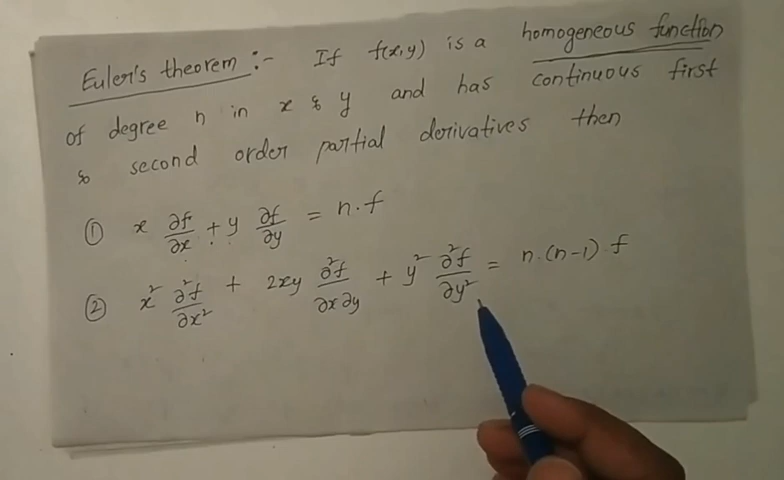 Euler's theorem :- If f(x,y) is a homogeneous function
of degree n in x & y and has continuous first
& second order partial derivatives then
① x ∂f/∂x + y ∂f/∂y = n.f
② x² ∂²f/∂x² + 2xy ∂²f/∂x∂y + y² ∂²f/∂y² = n.(n-1).f